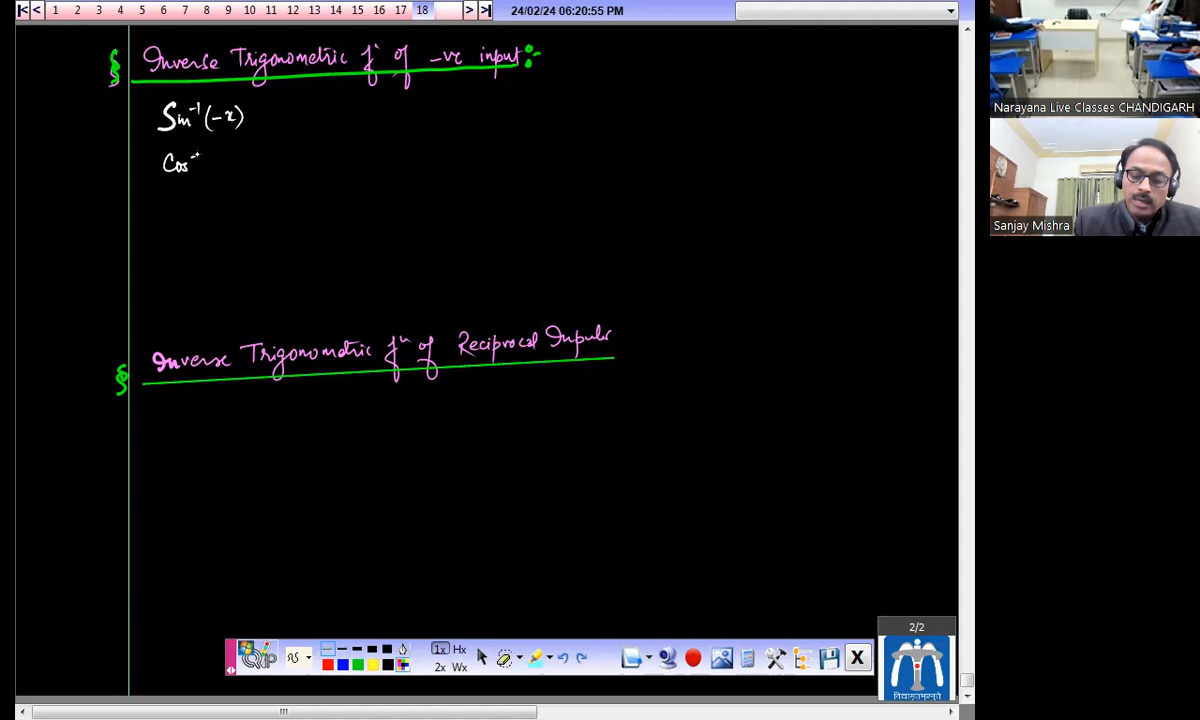 1 2 3 4 5 6 7 8 9 10 11 12 13 14 15 16 17 18 24/02/24 06:20:55 PM
§ Inverse Trigonometric fⁿ of -ve input :-
Sin⁻¹(-x)
Cos⁻
§ Inverse Trigonometric fⁿ of Reciprocal Inputs
Narayana Live Classes CHANDIGARH
Sanjay Mishra
1x Hx
2x Wx
2/2